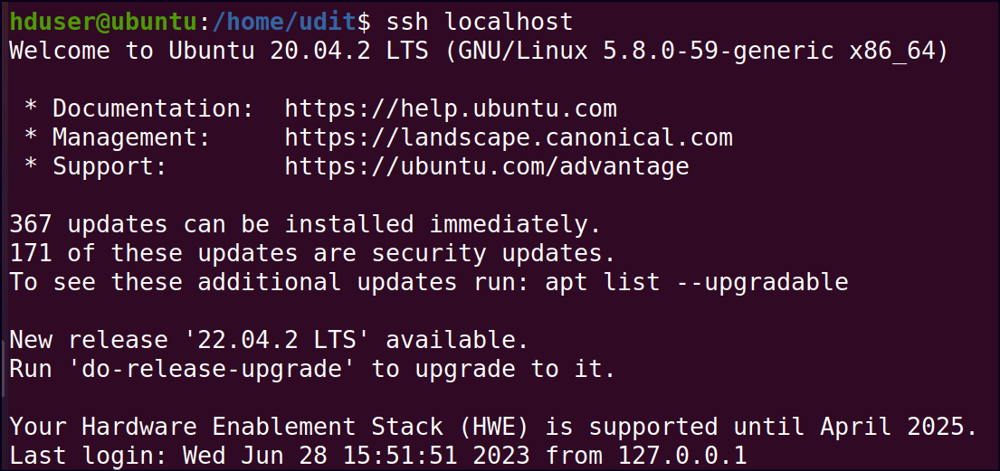 hduser@ubuntu:/home/udit$ ssh localhost
Welcome to Ubuntu 20.04.2 LTS (GNU/Linux 5.8.0-59-generic x86_64)

 * Documentation:  https://help.ubuntu.com
 * Management:     https://landscape.canonical.com
 * Support:        https://ubuntu.com/advantage

367 updates can be installed immediately.
171 of these updates are security updates.
To see these additional updates run: apt list --upgradable

New release '22.04.2 LTS' available.
Run 'do-release-upgrade' to upgrade to it.

Your Hardware Enablement Stack (HWE) is supported until April 2025.
Last login: Wed Jun 28 15:51:51 2023 from 127.0.0.1